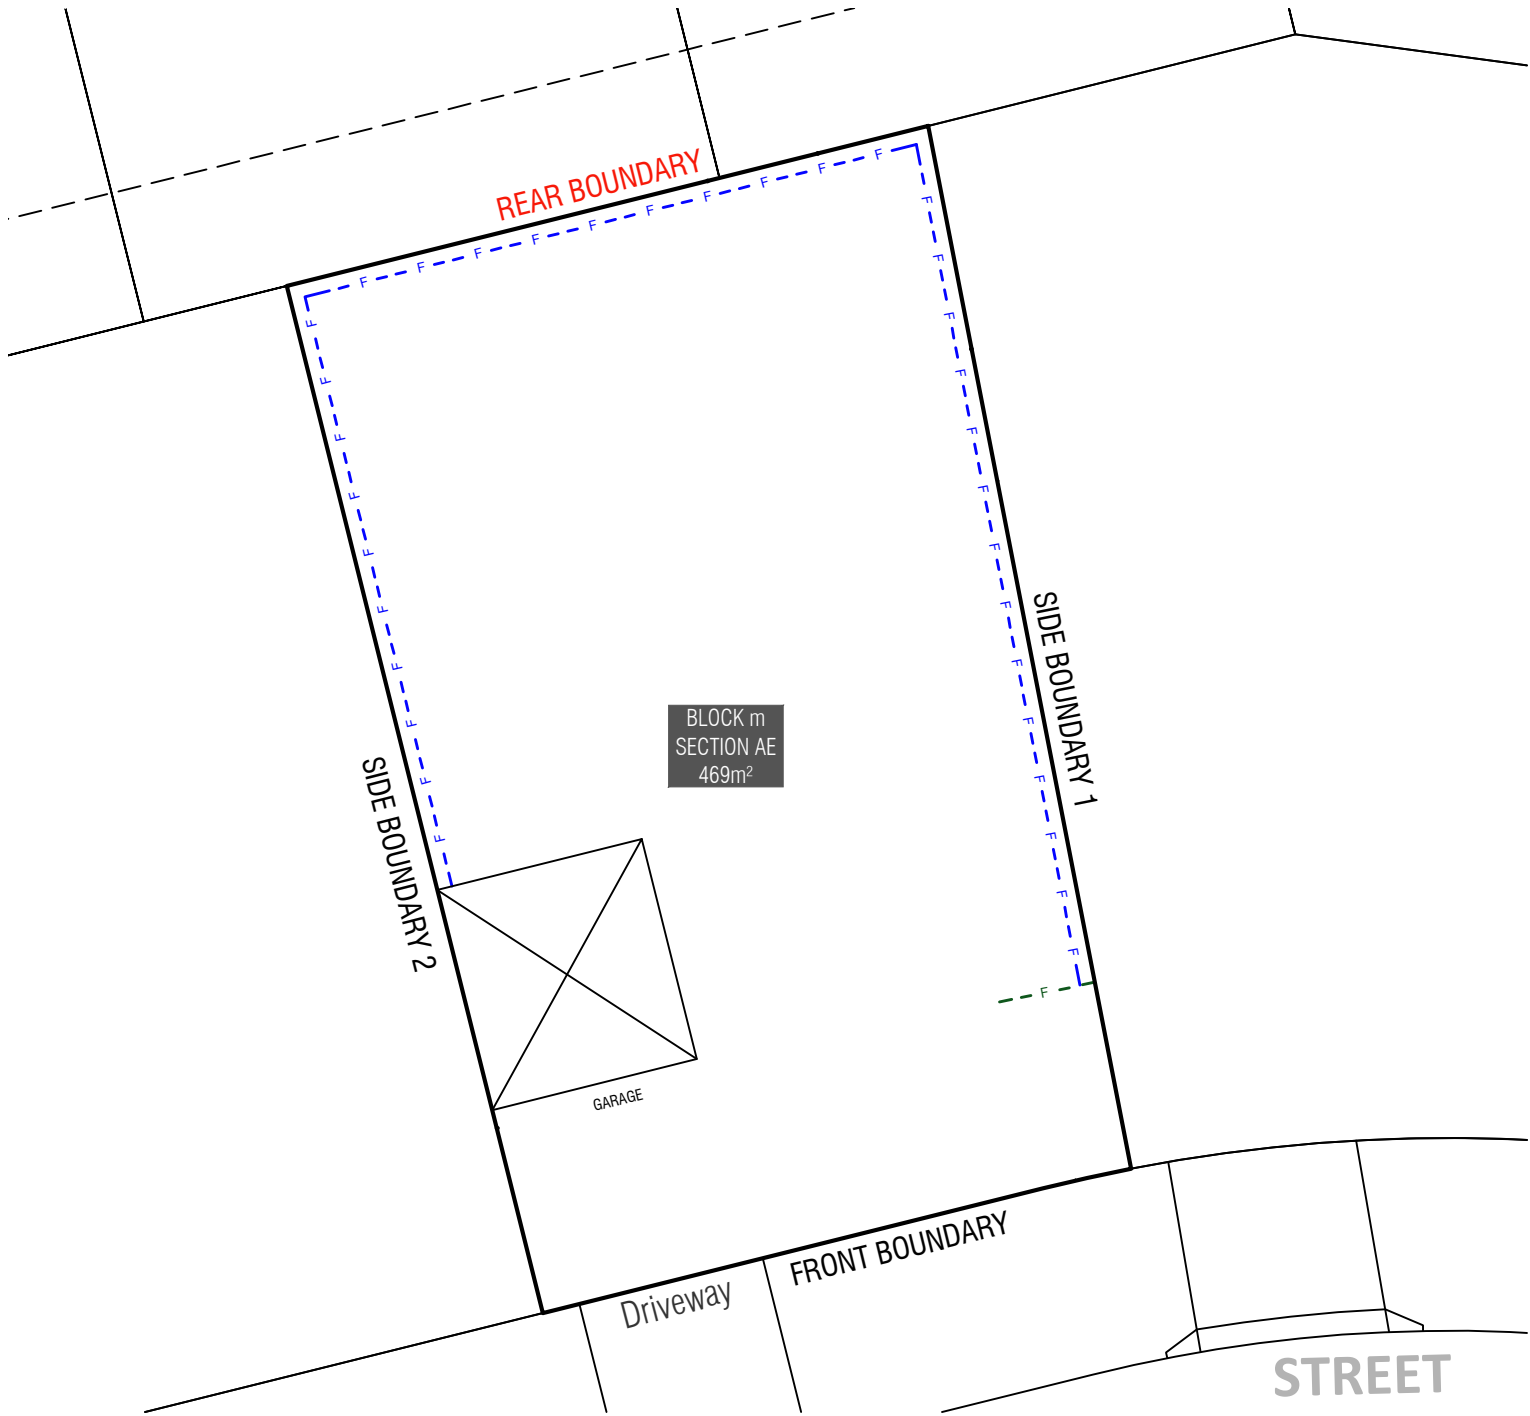 REAR BOUNDARY
F F F F F F F F F F
F F F F F F F F F F
F F F F F F F F F F F F F F
SIDE BOUNDARY 1
BLOCK m
SECTION AE
469m²
SIDE BOUNDARY 2
F
GARAGE
FRONT BOUNDARY
Driveway
STREET